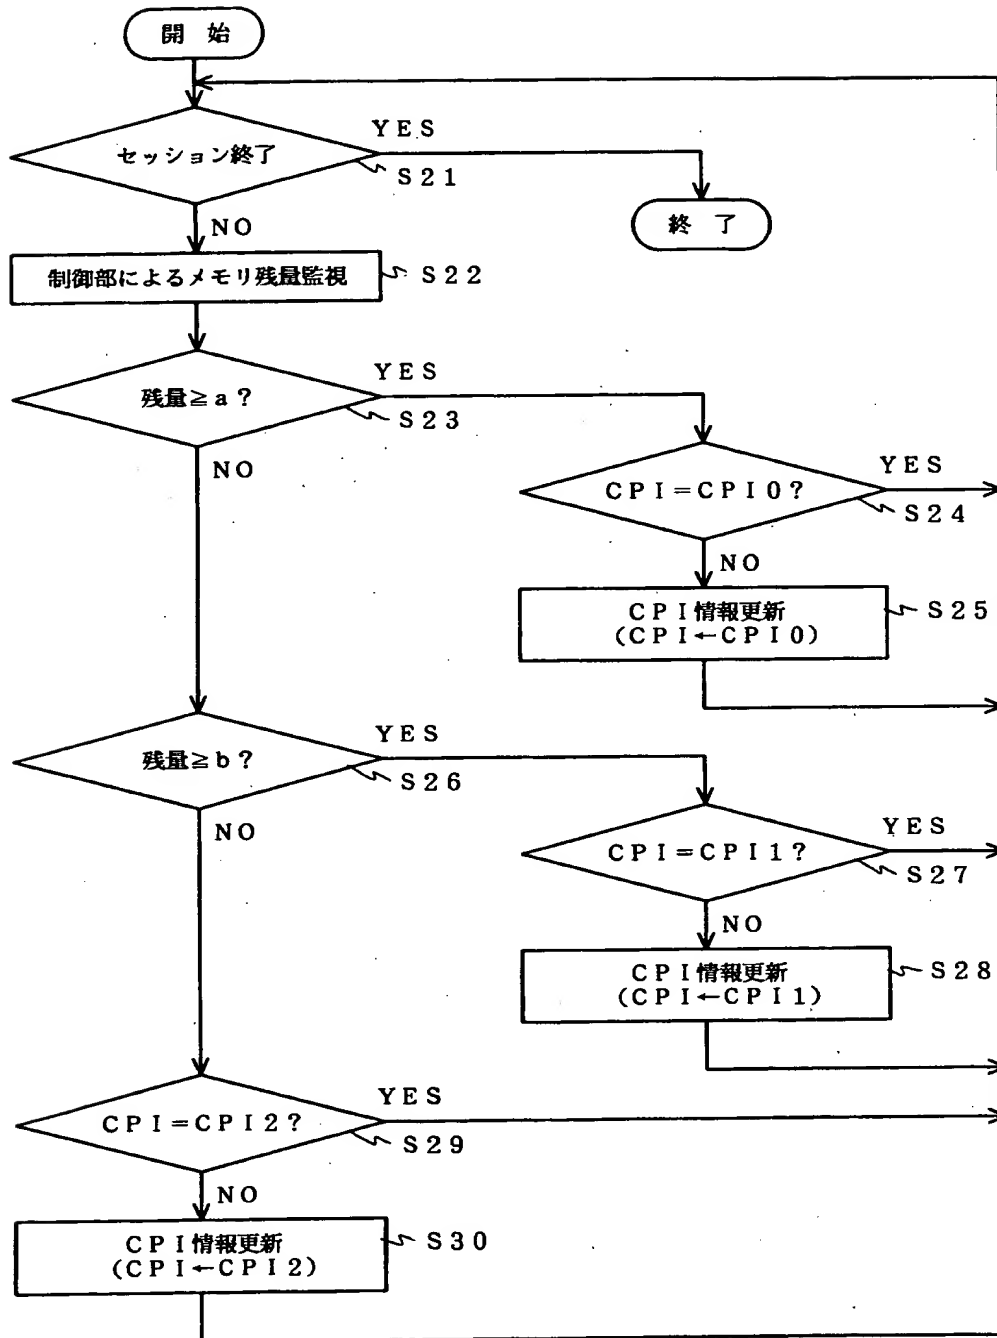 開　始
YES
セッション終了
S21
終　了
NO
制御部によるメモリ残量監視
S22
YES
残量≧a？
S23
NO
YES
CPI＝CPI0？
S24
NO
CPI情報更新
(CPI←CPI0)
S25
YES
残量≧b？
S26
NO
YES
CPI＝CPI1？
S27
NO
CPI情報更新
(CPI←CPI1)
S28
YES
CPI＝CPI2？
S29
NO
CPI情報更新
(CPI←CPI2)
S30